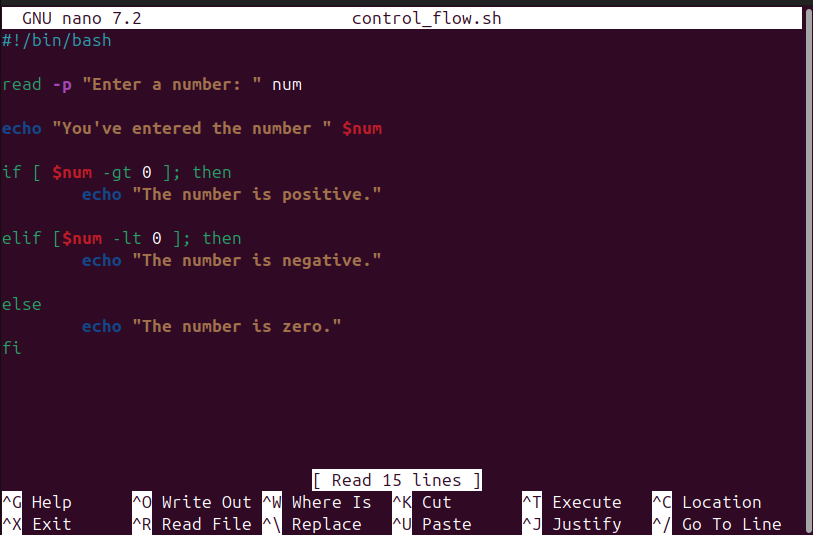 GNU nano 7.2 control_flow.sh
#!/bin/bash
read -p "Enter a number: " num
echo "You've entered the number " $num
if [ $num -gt 0 ]; then
echo "The number is positive."
elif [$num -lt 0 ]; then
echo "The number is negative."
else
echo "The number is zero."
fi
[ Read 15 lines ]
^G Help ^O Write Out ^W Where Is ^K Cut ^T Execute ^C Location
^X Exit ^R Read File ^\ Replace ^U Paste ^J Justify ^/ Go To Line